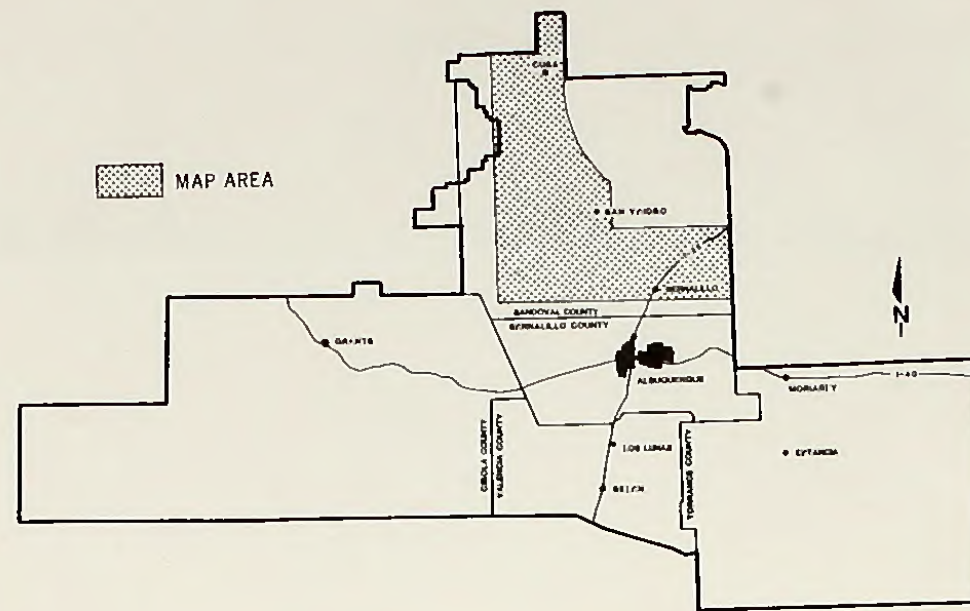 CUBA
MAP AREA
SAN YSIDRO
BERNALILLO
SANDOVAL COUNTY
BERNALILLO COUNTY
GRANTS
N
ALBUQUERQUE
I-40
MORIARTY
CIBOLA COUNTY
VALENCIA COUNTY
LOS LUNAS
TORRANCE COUNTY
ESTANCIA
BELEN